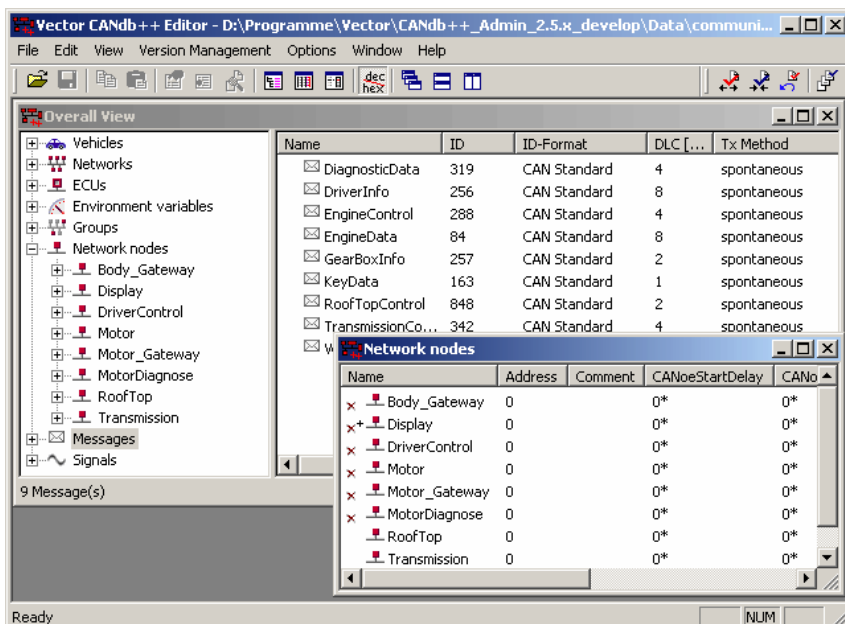 Vector CANdb++ Editor - D:\Programme\Vector\CANdb++_Admin_2.5.x_develop\Data\communi...
File Edit View Version Management Options Window Help
dec
hex
Overall View
Vehicles
Networks
ECUs
Environment variables
Groups
Network nodes
Body_Gateway
Display
DriverControl
Motor
Motor_Gateway
MotorDiagnose
RoofTop
Transmission
Messages
Signals
Name ID ID-Format DLC [... Tx Method
DiagnosticData 319 CAN Standard 4 spontaneous
DriverInfo 256 CAN Standard 8 spontaneous
EngineControl 288 CAN Standard 4 spontaneous
EngineData 84 CAN Standard 8 spontaneous
GearBoxInfo 257 CAN Standard 2 spontaneous
KeyData 163 CAN Standard 1 spontaneous
RoofTopControl 848 CAN Standard 2 spontaneous
TransmissionCo... 342 CAN Standard 4 spontaneous
9 Message(s)
Network nodes
Name Address Comment CANoeStartDelay CANo
Body_Gateway 0 0* 0*
Display 0 0* 0*
DriverControl 0 0* 0*
Motor 0 0* 0*
Motor_Gateway 0 0* 0*
MotorDiagnose 0 0* 0*
RoofTop 0 0* 0*
Transmission 0 0* 0*
Ready NUM